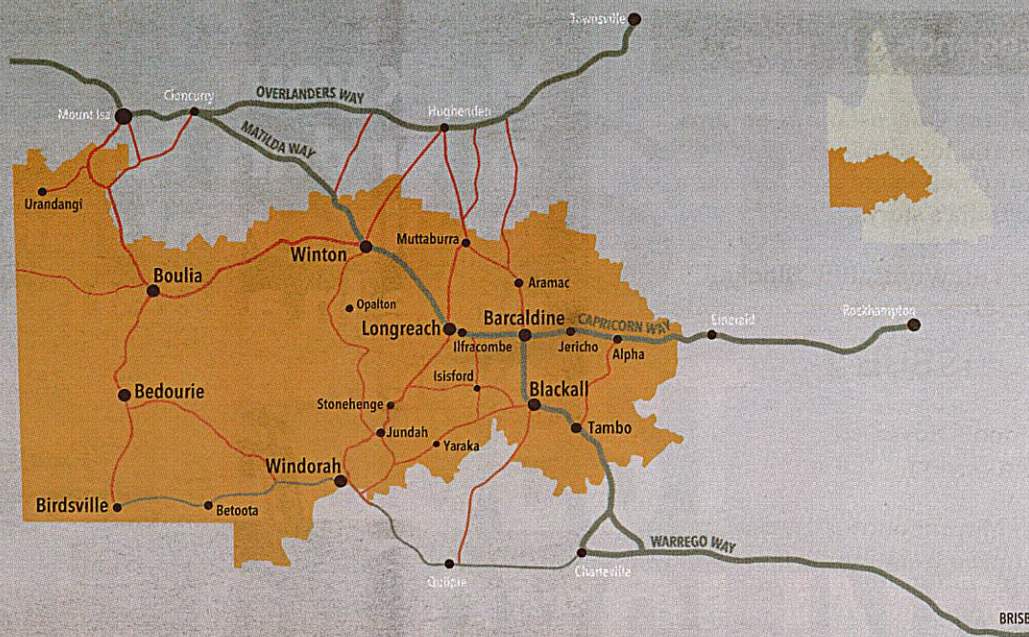 Townsville
Mount Isa
Cloncurry
OVERLANDERS WAY
Hughenden
MATILDA WAY
Urandangi
Winton
Muttaburra
Boulia
Aramac
Opalton
Longreach
Ilfracombe
Barcaldine
CAPRICORN WAY
Jericho
Alpha
Emerald
Rockhampton
Isisford
Bedourie
Stonehenge
Blackall
Jundah
Yaraka
Tambo
Windorah
Birdsville
Betoota
WARREGO WAY
Quilpie
Charleville
BRISB